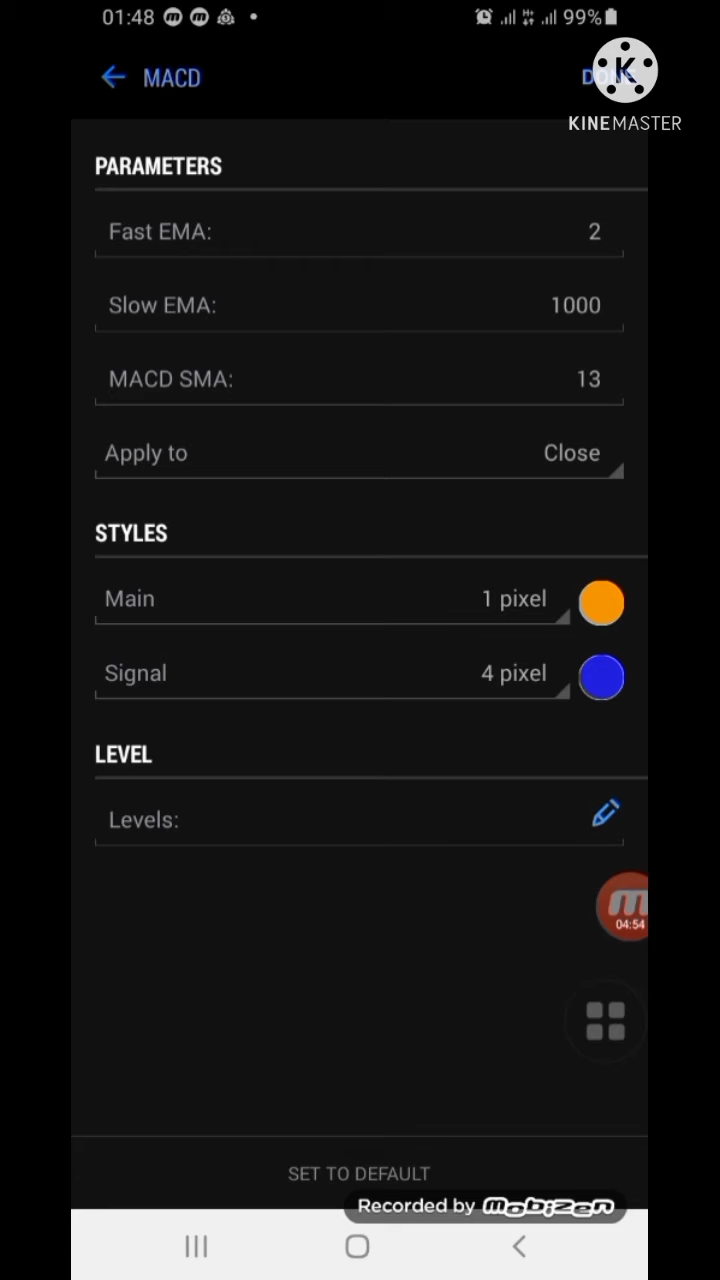 01:48 99%
MACD
KINEMASTER
PARAMETERS
Fast EMA: 2
Slow EMA: 1000
MACD SMA: 13
Apply to Close
STYLES
Main 1 pixel
Signal 4 pixel
LEVEL
Levels:
04:54
SET TO DEFAULT
Recorded by mobizen